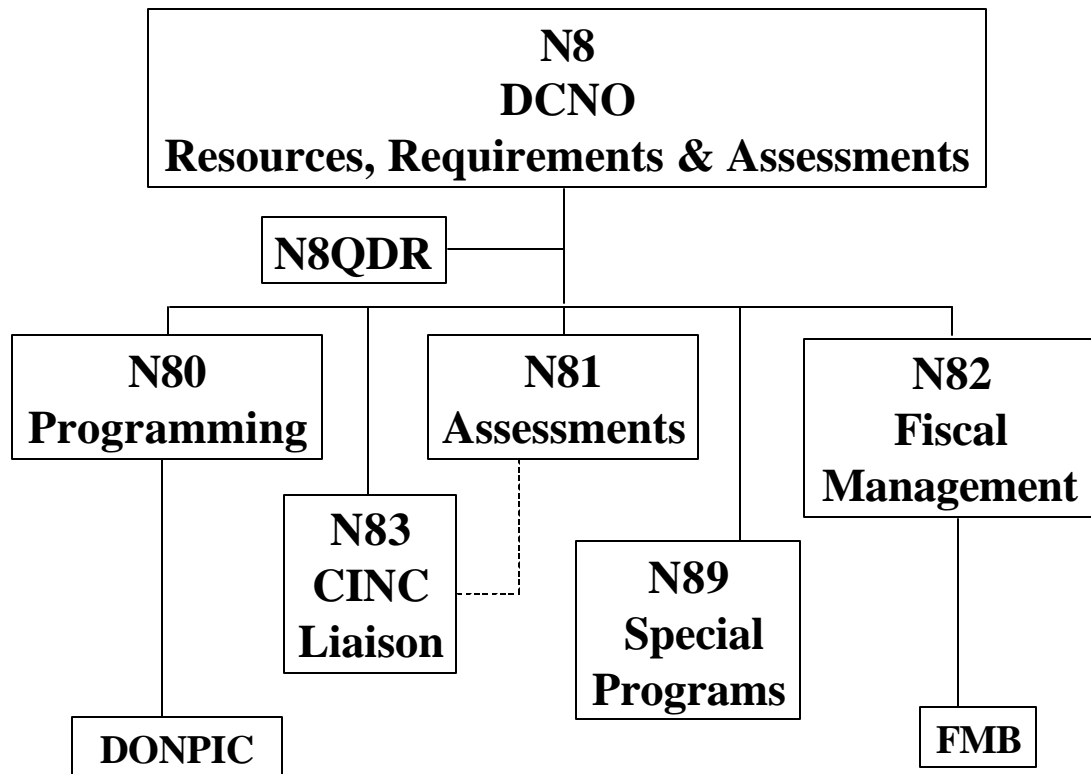 N8
DCNO
Resources, Requirements & Assessments
N8QDR
N80
Programming
N81
Assessments
N82
Fiscal
Management
N83
CINC
Liaison
N89
Special
Programs
DONPIC
FMB